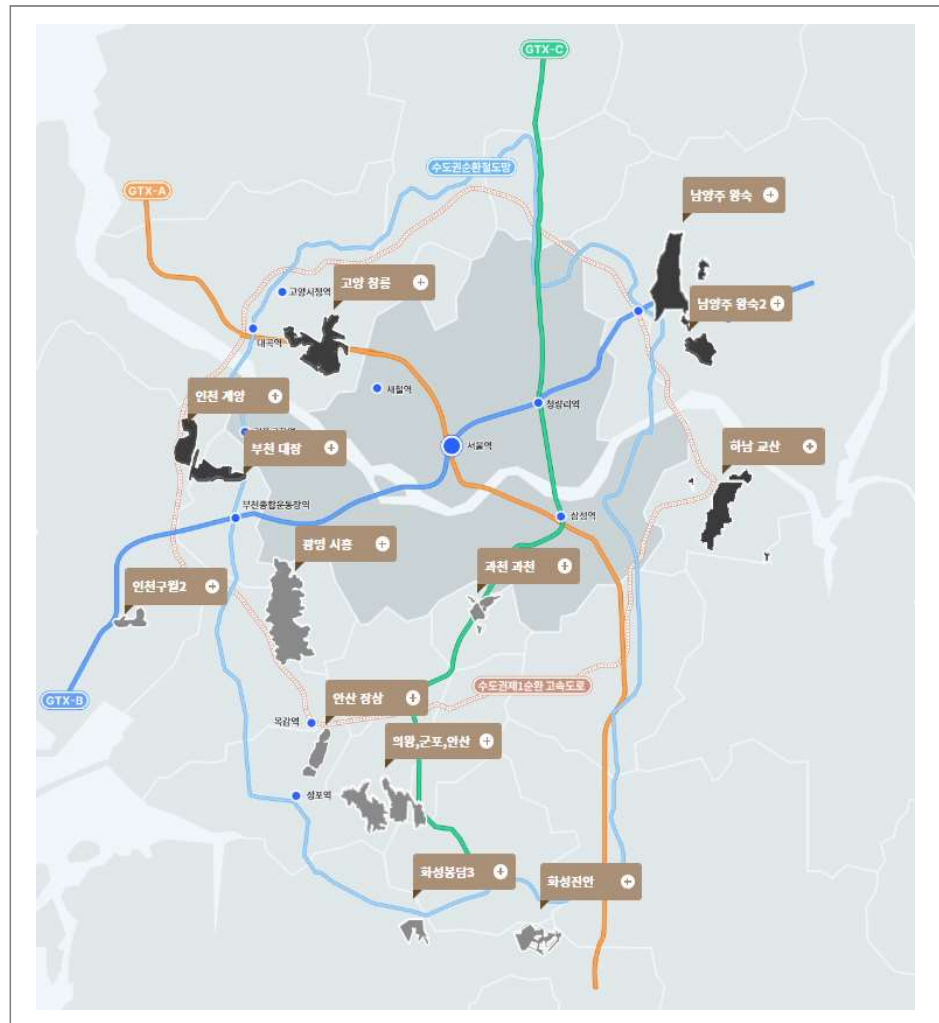 GTX-C
수도권순환철도망
GTX-A
남양주 왕숙
고양 창릉
고양시청역
남양주 왕숙2
대곡역
새절역
인천 계양
청량리역
부천 대장
서울역
하남 교산
부천종합운동장역
삼성역
광명 시흥
과천 과천
인천구월2
GTX-B
수도권제1순환 고속도로
안산 장상
목감역
의왕,군포,안산
성포역
화성봉담3
화성진안